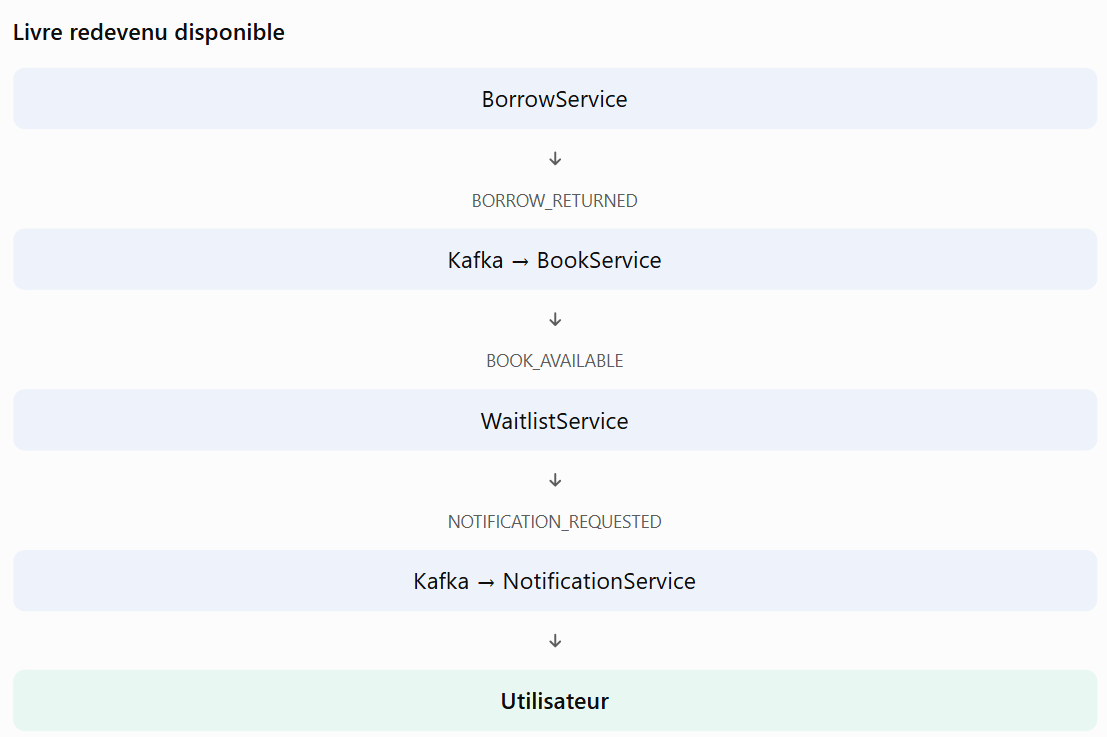 Livre redevenu disponible
BorrowService
↓
BORROW_RETURNED
Kafka → BookService
↓
BOOK_AVAILABLE
WaitlistService
↓
NOTIFICATION_REQUESTED
Kafka → NotificationService
↓
Utilisateur